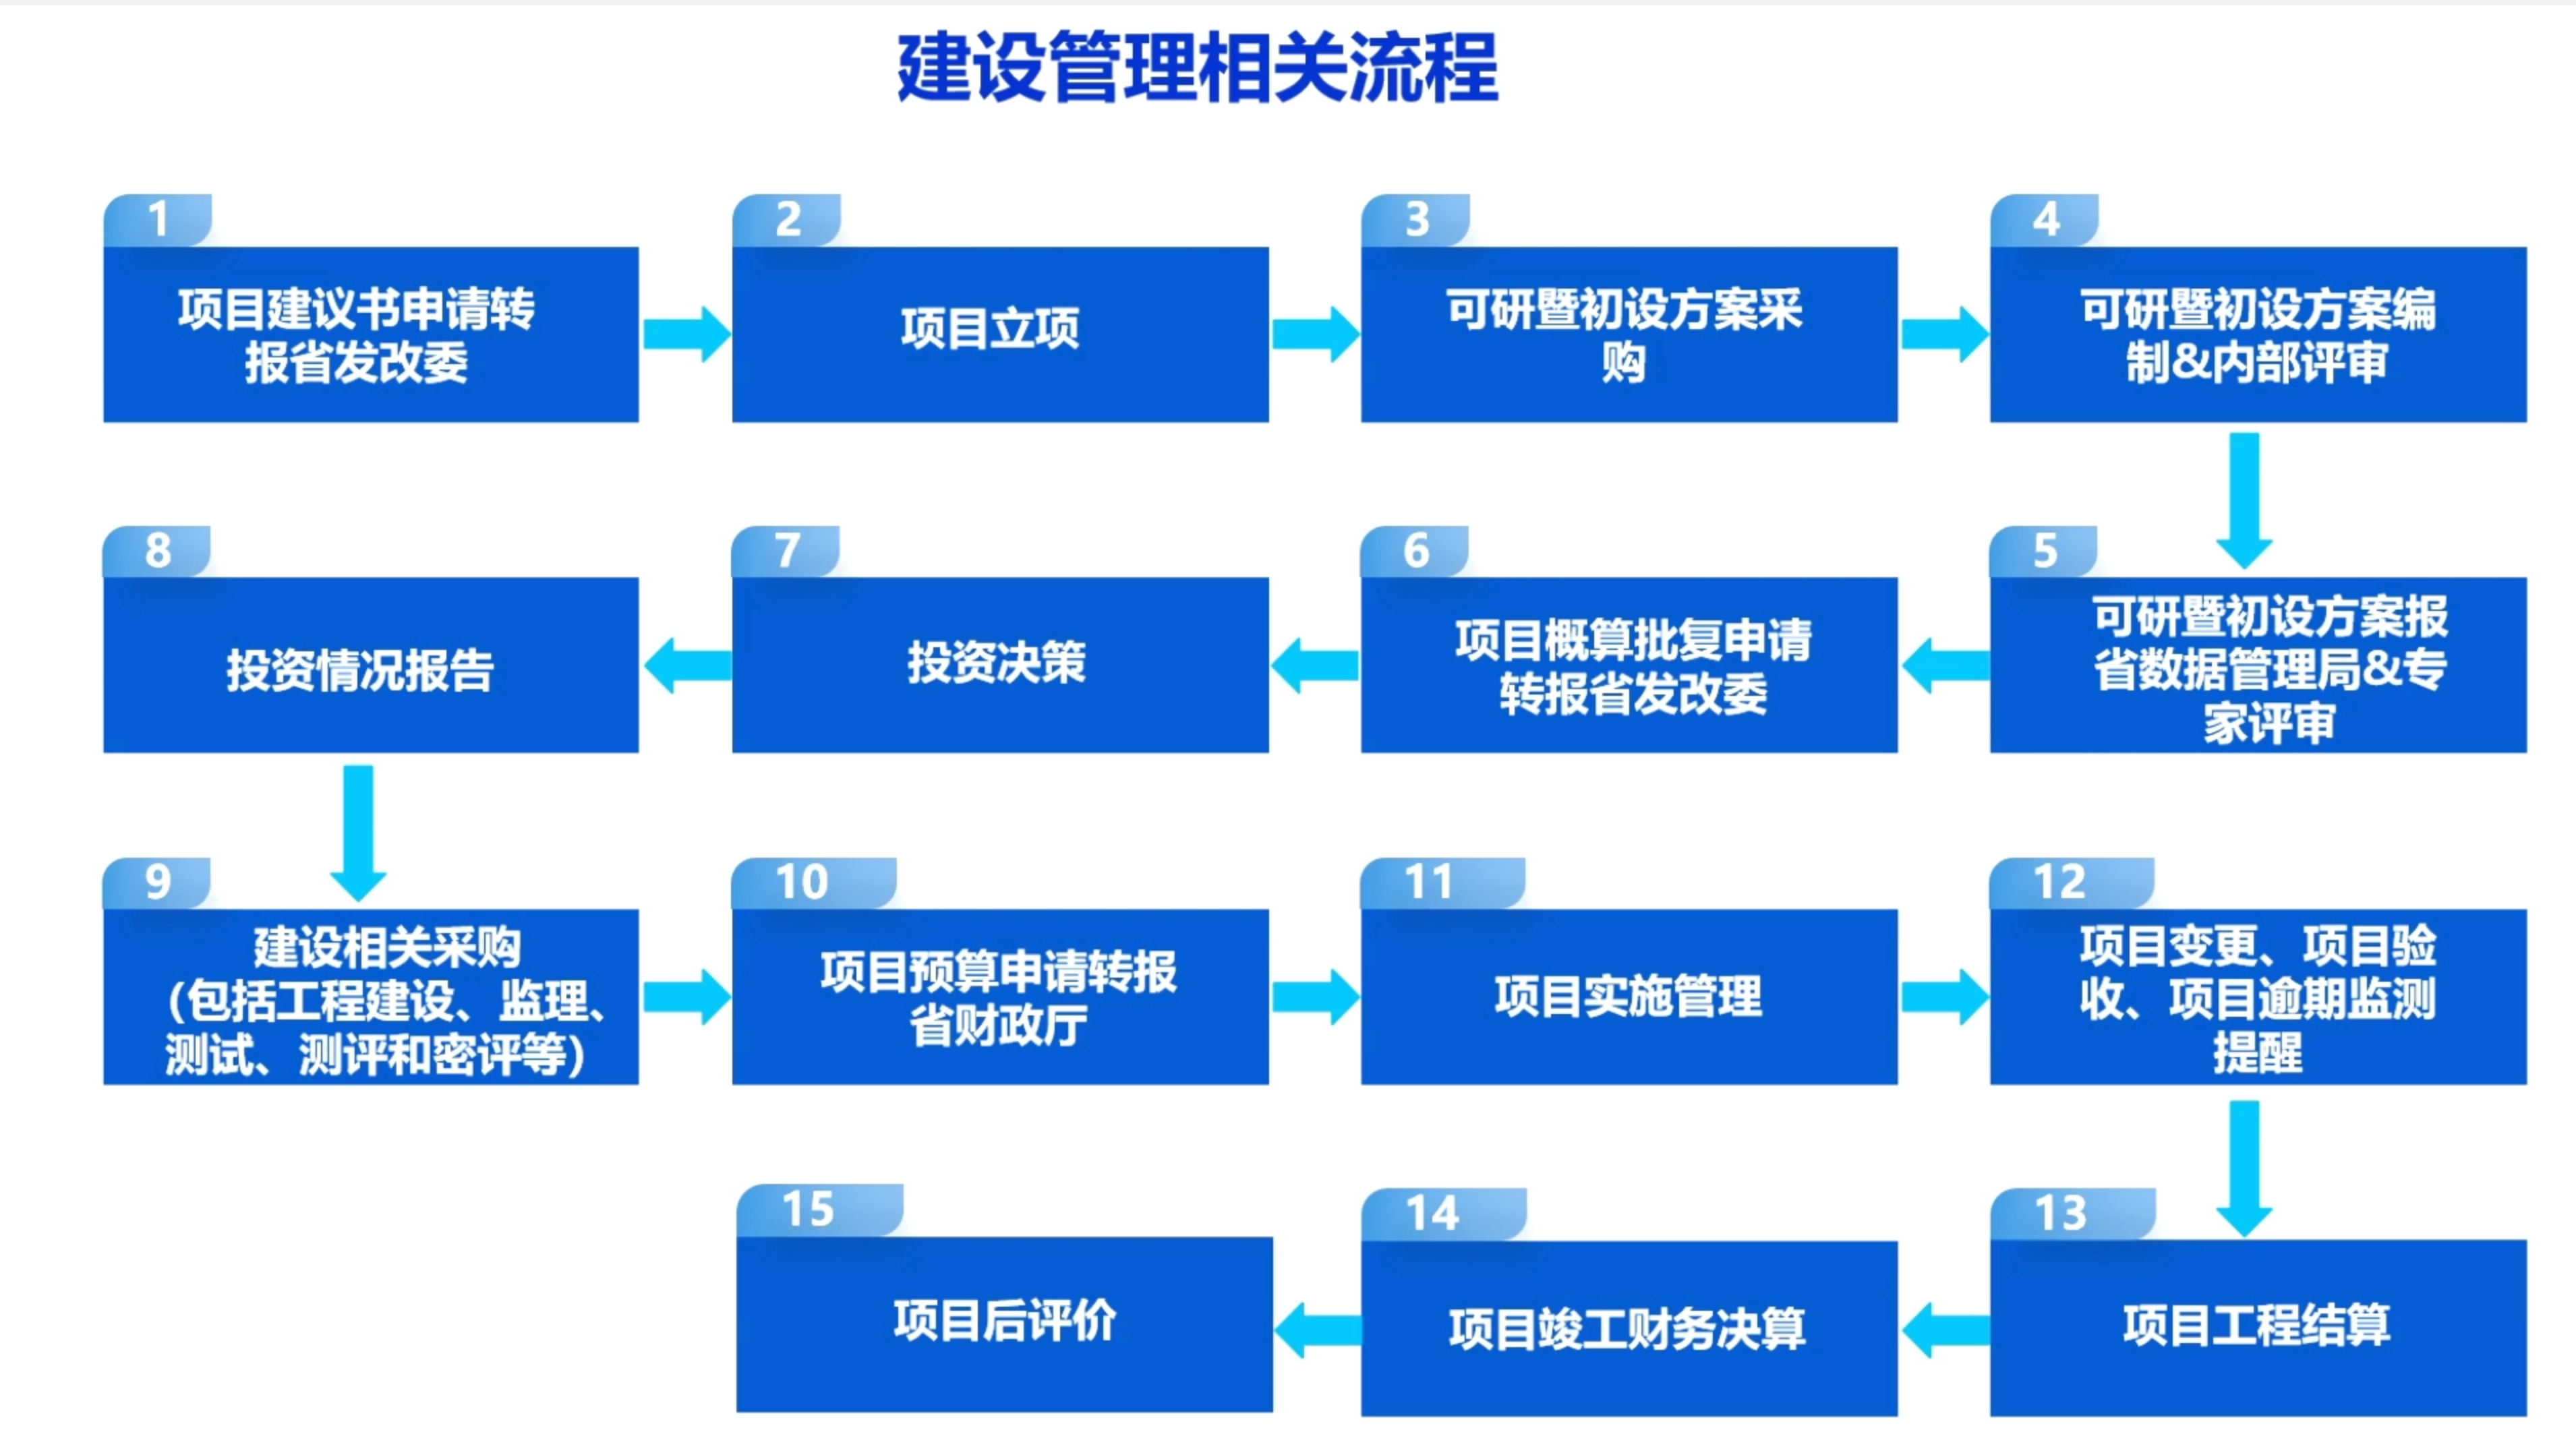 建设管理相关流程
1
项目建议书申请转
报省发改委
2
项目立项
3
可研暨初设方案采
购
4
可研暨初设方案编
制&内部评审
5
可研暨初设方案报
省数据管理局&专
家评审
6
项目概算批复申请
转报省发改委
7
投资决策
8
投资情况报告
9
建设相关采购
(包括工程建设、监理、
测试、测评和密评等)
10
项目预算申请转报
省财政厅
11
项目实施管理
12
项目变更、项目验
收、项目逾期监测
提醒
13
项目工程结算
14
项目竣工财务决算
15
项目后评价